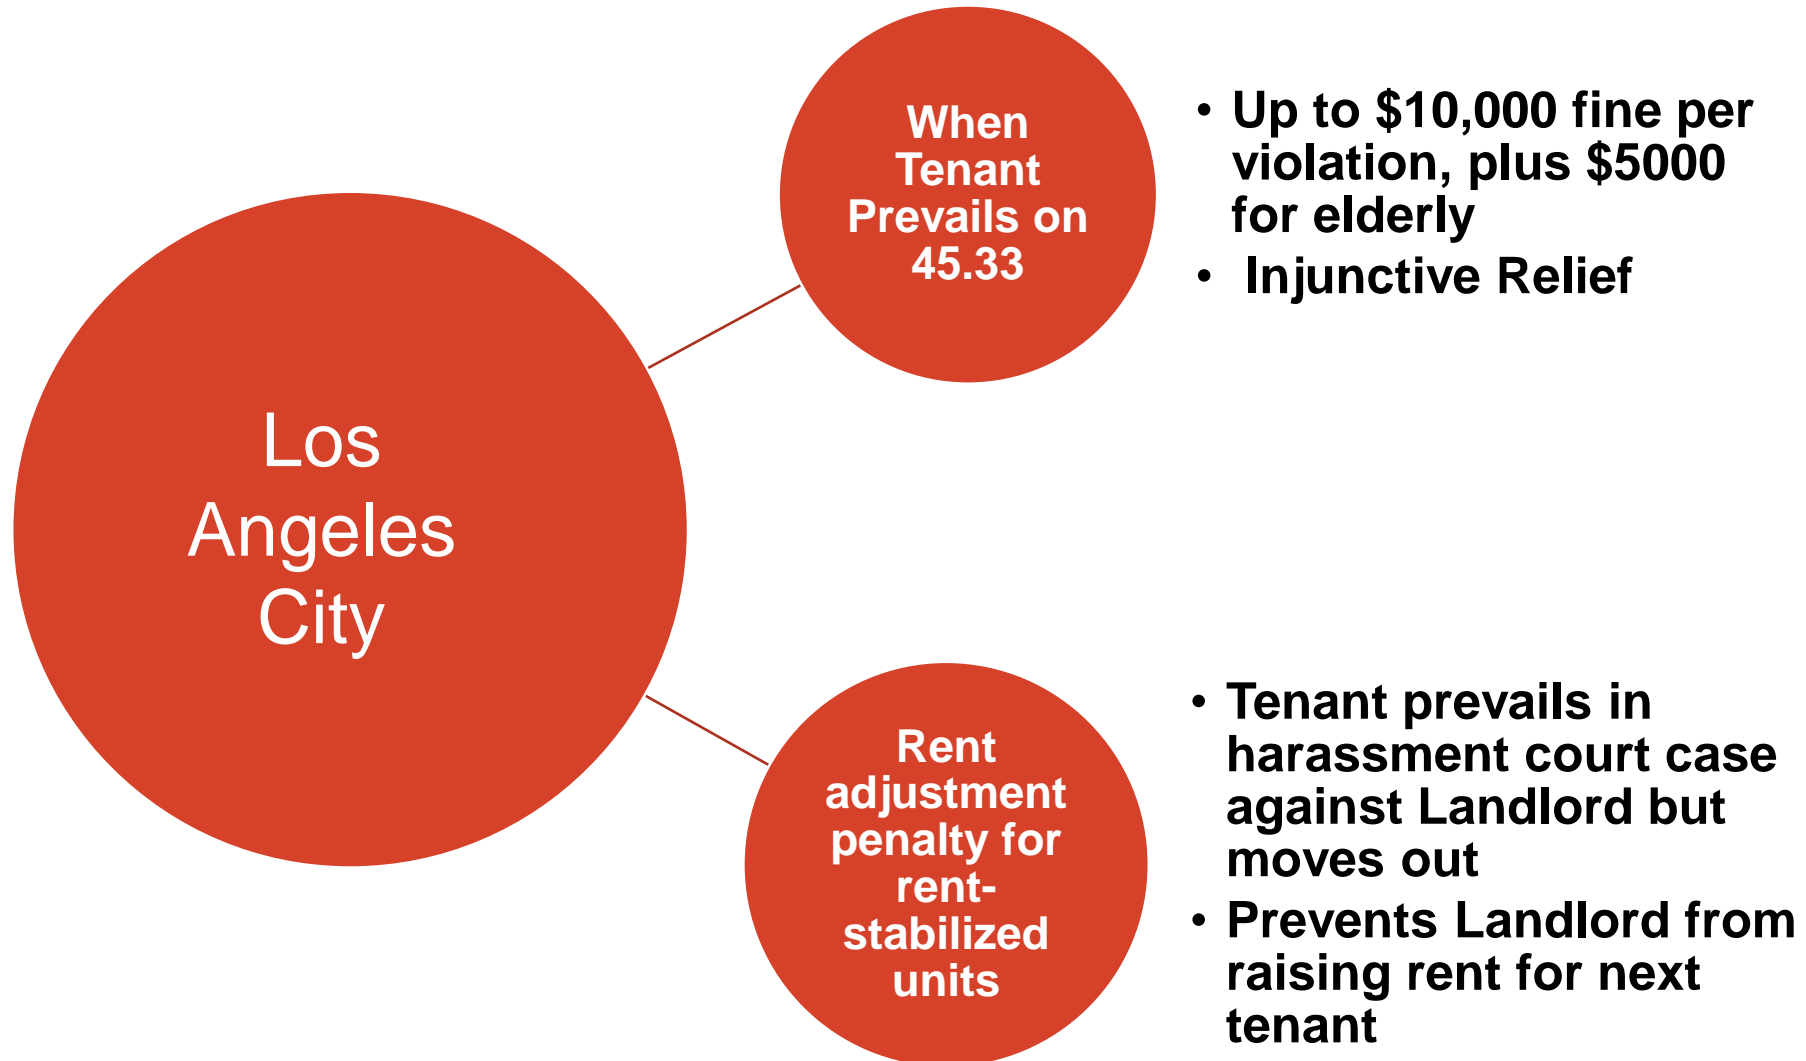 Los
Angeles
City
When
Tenant
Prevails on
45.33
• Up to $10,000 fine per
violation, plus $5000
for elderly
• Injunctive Relief
Rent
adjustment
penalty for
rent-
stabilized
units
• Tenant prevails in
harassment court case
against Landlord but
moves out
• Prevents Landlord from
raising rent for next
tenant